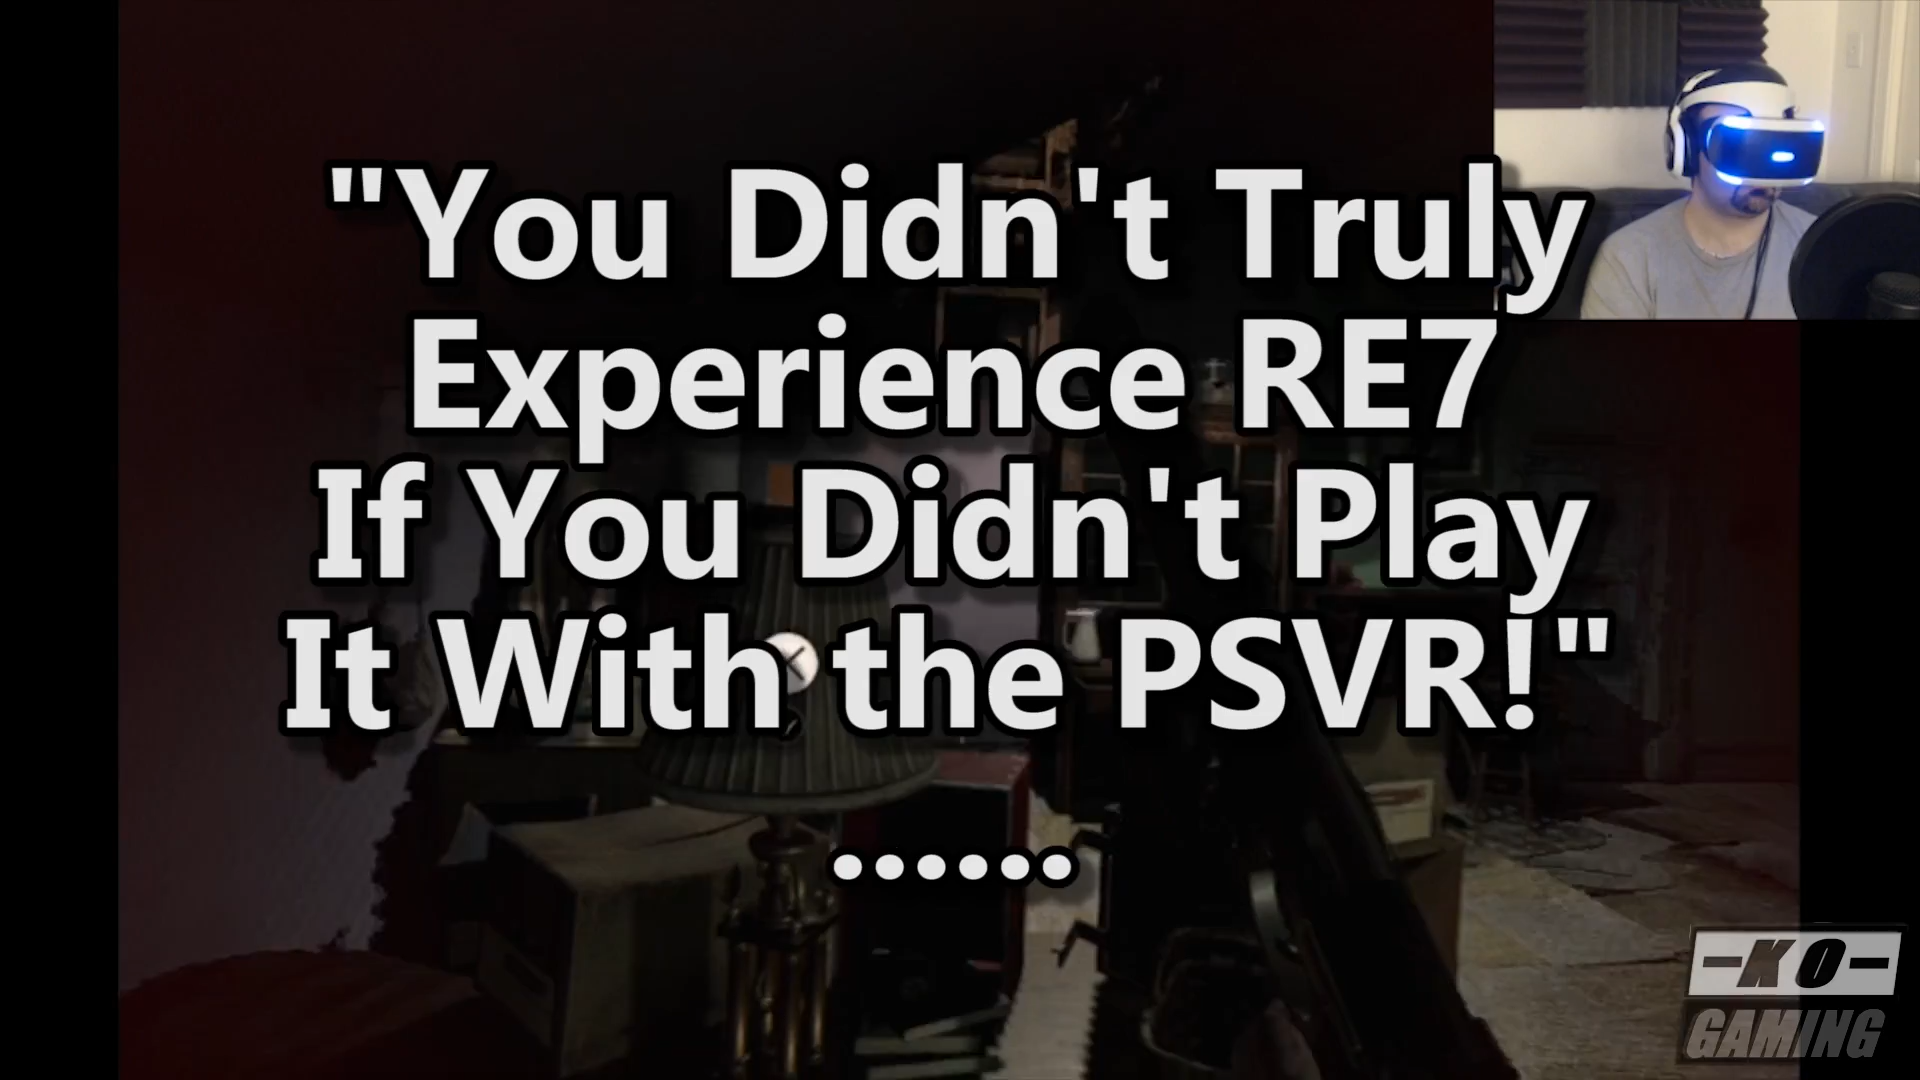 "You Didn't Truly
Experience RE7
If You Didn't Play
It With the PSVR!"
......
-KO-
GAMING